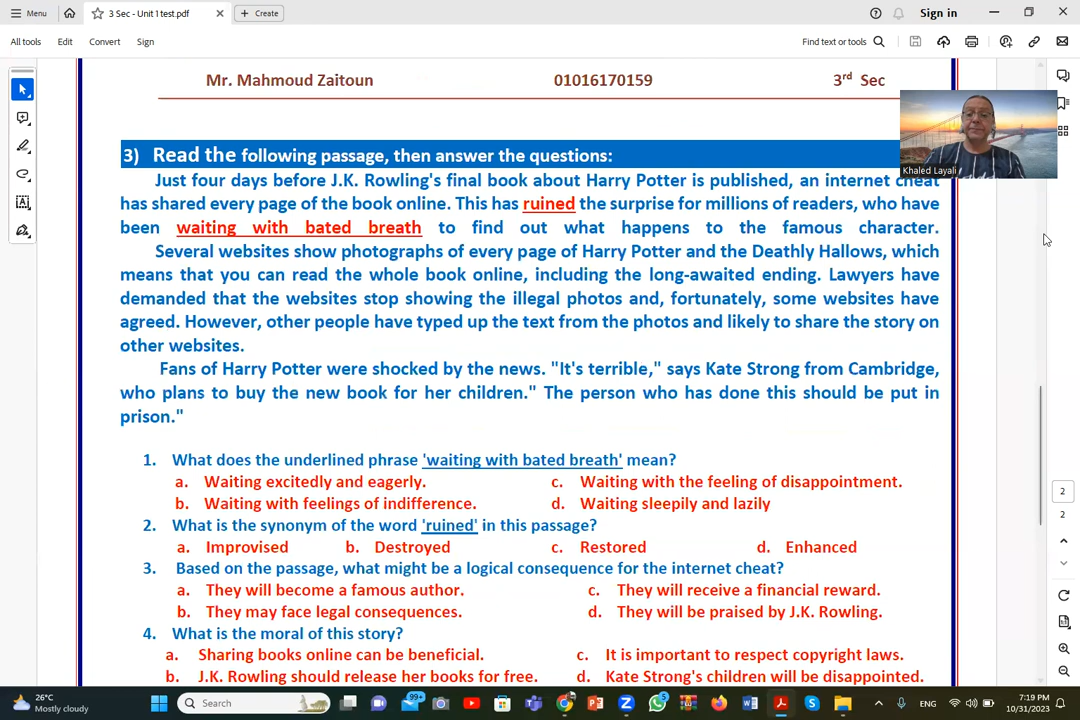 Menu
3 Sec - Unit 1 test.pdf
Create
Sign in
All tools
Edit
Convert
Sign
Find text or tools
Mr. Mahmoud Zaitoun 01016170159 3rd Sec
Khaled Layali
3) Read the following passage, then answer the questions:
Just four days before J.K. Rowling's final book about Harry Potter is published, an internet cheat
has shared every page of the book online. This has ruined the surprise for millions of readers, who have
been waiting with bated breath to find out what happens to the famous character.
Several websites show photographs of every page of Harry Potter and the Deathly Hallows, which
means that you can read the whole book online, including the long-awaited ending. Lawyers have
demanded that the websites stop showing the illegal photos and, fortunately, some websites have
agreed. However, other people have typed up the text from the photos and likely to share the story on
other websites.
Fans of Harry Potter were shocked by the news. "It's terrible," says Kate Strong from Cambridge,
who plans to buy the new book for her children." The person who has done this should be put in
prison."
1. What does the underlined phrase 'waiting with bated breath' mean?
a. Waiting excitedly and eagerly. c. Waiting with the feeling of disappointment.
b. Waiting with feelings of indifference. d. Waiting sleepily and lazily
2. What is the synonym of the word 'ruined' in this passage?
a. Improvised b. Destroyed c. Restored d. Enhanced
3. Based on the passage, what might be a logical consequence for the internet cheat?
a. They will become a famous author. c. They will receive a financial reward.
b. They may face legal consequences. d. They will be praised by J.K. Rowling.
4. What is the moral of this story?
a. Sharing books online can be beneficial. c. It is important to respect copyright laws.
b. J.K. Rowling should release her books for free. d. Kate Strong's children will be disappointed.
2
2
26°C
Mostly cloudy
Search
99+
ENG
7:19 PM
10/31/2023